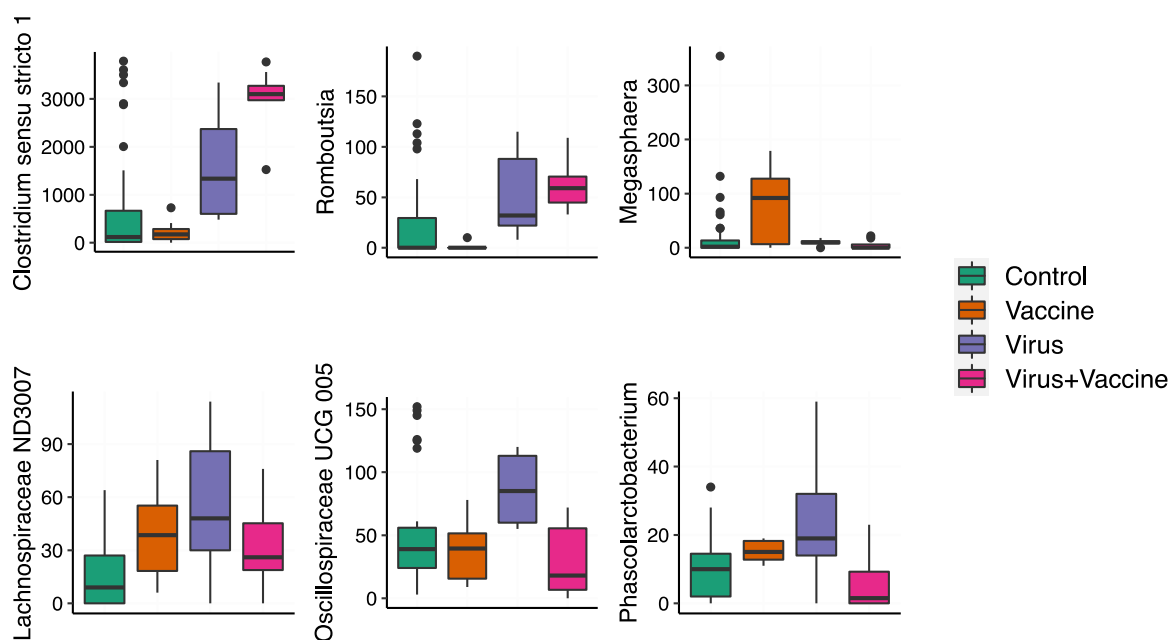 Clostridium sensu stricto 1
3000
2000
1000
0
Romboutsia
150
100
50
0
Megasphaera
300
200
100
0
Control
Vaccine
Virus
Virus+Vaccine
Lachnospiraceae ND3007
90
60
30
0
Oscillospiraceae UCG 005
150
100
50
0
Phascolarctobacterium
60
40
20
0